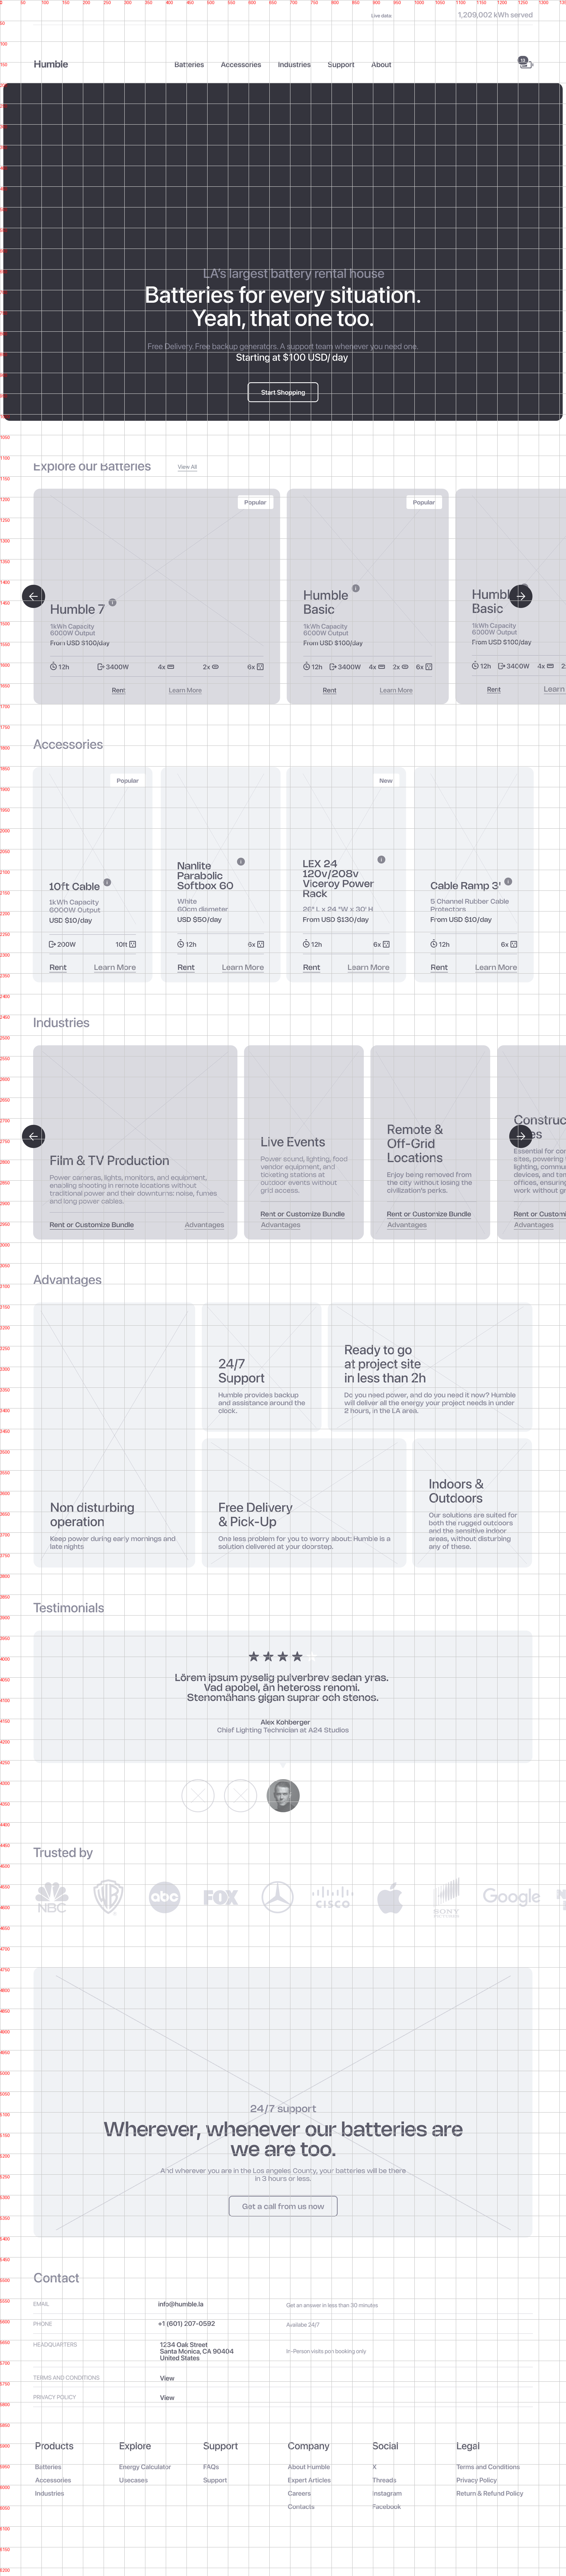 Live data:
1,209,002 kWh served
Humble
Batteries Accessories Industries Support About
LA's largest battery rental house
Batteries for every situation.
Yeah, that one too.
Free Delivery. Free backup generators. A support team whenever you need one.
Starting at $100 USD/ day
Start Shopping
Explore our Batteries
View All
Popular
Humble 7
1kWh Capacity
6000W Output
From USD $100/day
12h 3400W 4x 2x 6x
Rent Learn More
Popular
Humble
Basic
1kWh Capacity
6000W Output
From USD $100/day
12h 3400W 4x 2x 6x
Rent Learn More
Humbl
Basic
1kWh Capacity
6000W Output
From USD $100/day
12h 3400W 4x 2
Rent Learn
Accessories
Popular
10ft Cable
1kWh Capacity
6000W Output
USD $10/day
200W 10ft
Rent Learn More
Nanlite
Parabolic
Softbox 60
White
60cm diameter
USD $50/day
12h 6x
Rent Learn More
New
LEX 24
120v/208v
Viceroy Power
Rack
26" L x 24 "W x 30' H
From USD $130/day
12h 6x
Rent Learn More
Cable Ramp 3'
5 Channel Rubber Cable
Protectors
From USD $10/day
12h 6x
Rent Learn More
Industries
Film & TV Production
Power cameras, lights, monitors, and equipment,
enabling shooting in remote locations without
traditional power and their downturns: noise, fumes
and long power cables.
Rent or Customize Bundle Advantages
Live Events
Power sound, lighting, food
vendor equipment, and
ticketing stations at
outdoor events without
grid access.
Rent or Customize Bundle
Advantages
Remote &
Off-Grid
Locations
Enjoy being removed from
the city without losing the
civilization's perks.
Rent or Customize Bundle
Advantages
Construc
es
Essential for cor
sites, powering
lighting, commu
devices, and tan
offices, ensuring
work without gr
Rent or Custom
Advantages
Advantages
Non disturbing
operation
Keep power during early mornings and
late nights
24/7
Support
Humble provides backup
and assistance around the
clock.
Ready to go
at project site
in less than 2h
Do you need power, and do you need it now? Humble
will deliver all the energy your project needs in under
2 hours, in the LA area.
Free Delivery
& Pick-Up
One less problem for you to worry about: Humble is a
solution delivered at your doorstep.
Indoors &
Outdoors
Our solutions are suited for
both the rugged outdoors
and the sensitive indoor
areas, without disturbing
any of these.
Testimonials
Lörem ipsum pyselig pulverbrev sedan yras.
Vad apobel, än heteross renomi.
Stenomåhans gigan suprar och stenos.
Alex Kohberger
Chief Lighting Technician at A24 Studios
Trusted by
NBC
WB
abc
FOX
CISCO
SONY
Google
24/7 support
Wherever, whenever our batteries are
we are too.
And wherever you are in the Los angeles County, your batteries will be there
in 3 hours or less.
Get a call from us now
Contact
EMAIL info@humble.la Get an answer in less than 30 minutes
PHONE +1 (601) 207-0592 Availabe 24/7
HEADQUARTERS 1234 Oak Street
Santa Monica, CA 90404 In-Person visits pon booking only
United States
TERMS AND CONDITIONS View
PRIVACY POLICY View
Products Explore Support Company Social Legal
Batteries Energy Calculator FAQs About Humble X Terms and Conditions
Accessories Usecases Support Expert Articles Threads Privacy Policy
Industries Careers Instagram Return & Refund Policy
Contacts Facebook